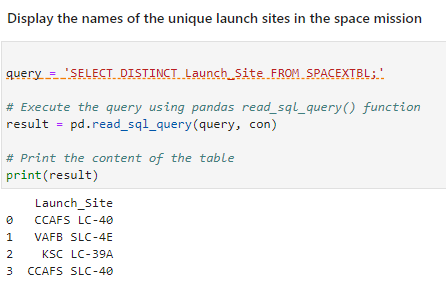 Display the names of the unique launch sites in the space mission
query = 'SELECT DISTINCT Launch_Site FROM SPACEXTBL;'
# Execute the query using pandas read_sql_query() function
result = pd.read_sql_query(query, con)
# Print the content of the table
print(result)
Launch_Site
0 CCAFS LC-40
1 VAFB SLC-4E
2 KSC LC-39A
3 CCAFS SLC-40